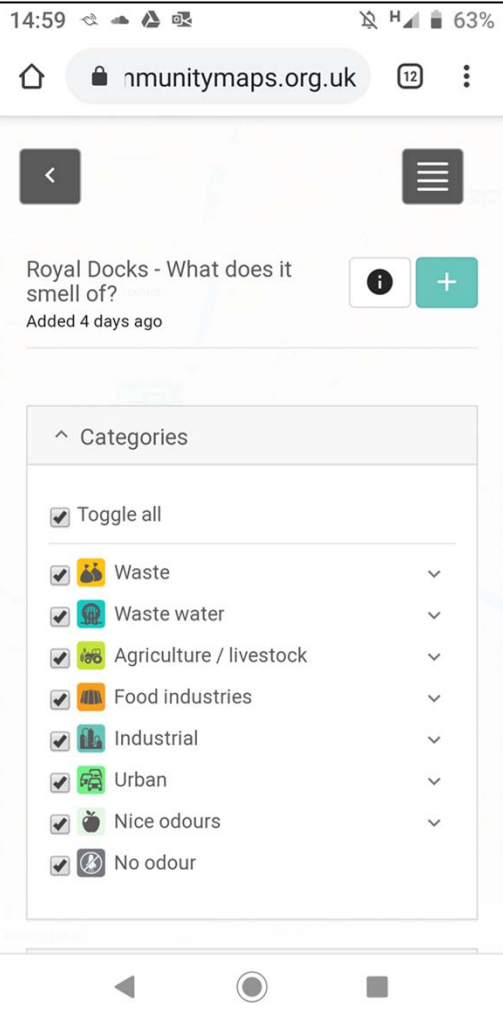 14:59
H
63%
nmunitymaps.org.uk
12
Royal Docks - What does it
smell of?
Added 4 days ago
Categories
Toggle all
Waste
Waste water
Agriculture / livestock
Food industries
Industrial
Urban
Nice odours
No odour